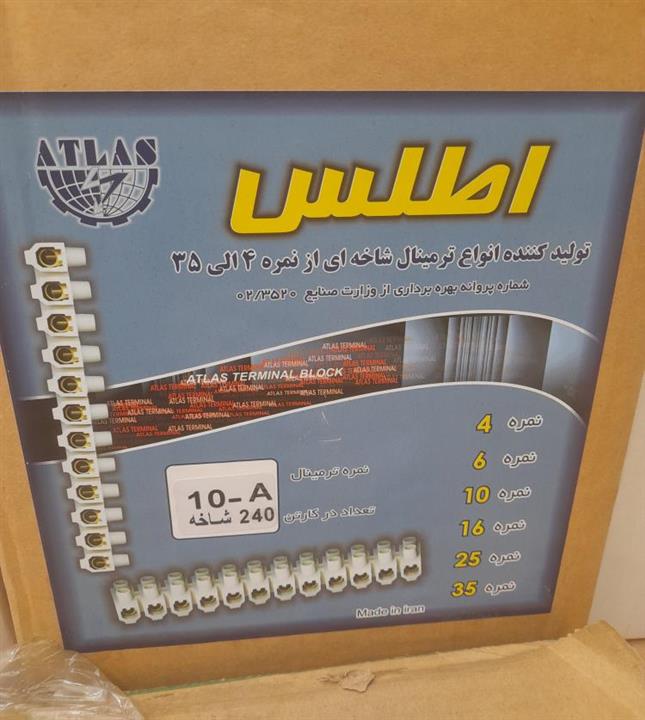 ATLAS
اطلس
تولید کننده انواع ترمینال شاخه ای از نمره ۴ الی ۳۵
شماره پروانه بهره برداری از وزارت صنایع ۰۲/۳۵۲۰
ATLAS TERMINAL BLOCK
نمره 4
نمره 6
نمره 10
نمره 16
نمره 25
نمره 35
نمره ترمینال
10-A
تعداد در کارتن
240 شاخه
Made in iran